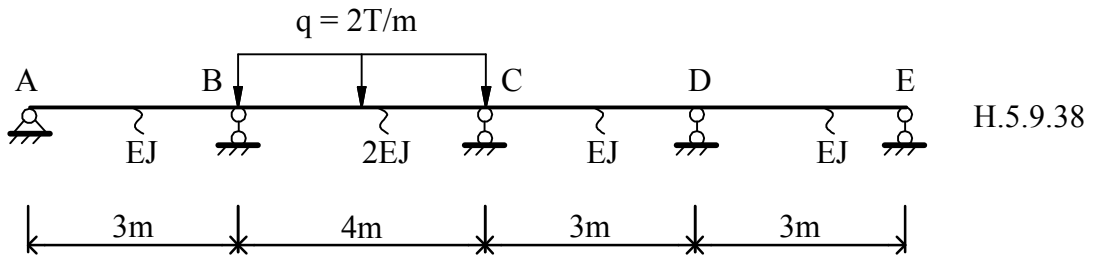 q = 2T/m
A B C D E
H.5.9.38
EJ 2EJ EJ EJ
3m 4m 3m 3m